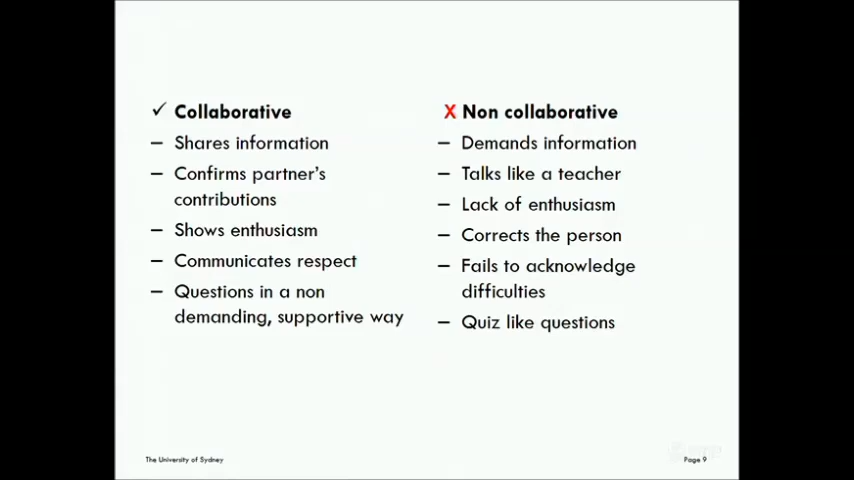 ✓ Collaborative
– Shares information
– Confirms partner's
contributions
– Shows enthusiasm
– Communicates respect
– Questions in a non
demanding, supportive way
X Non collaborative
– Demands information
– Talks like a teacher
– Lack of enthusiasm
– Corrects the person
– Fails to acknowledge
difficulties
– Quiz like questions
The University of Sydney
Page 9